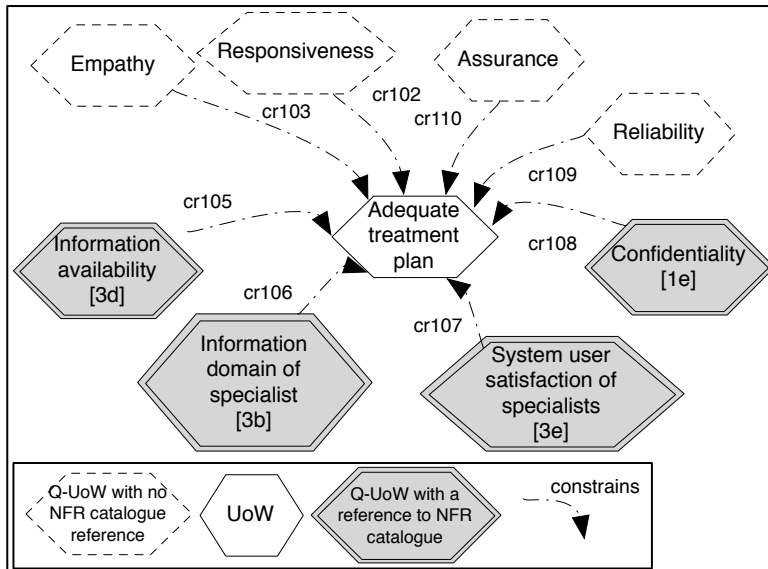 Responsiveness
Empathy
Assurance
cr103
cr102
cr110
Reliability
cr109
cr105
Adequate
treatment
plan
Information
availability
[3d]
cr108
Confidentiality
[1e]
cr106
cr107
Information
domain of
specialist
[3b]
System user
satisfaction of
specialists
[3e]
Q-UoW with no
NFR catalogue
reference
UoW
Q-UoW with a
reference to NFR
catalogue
constrains